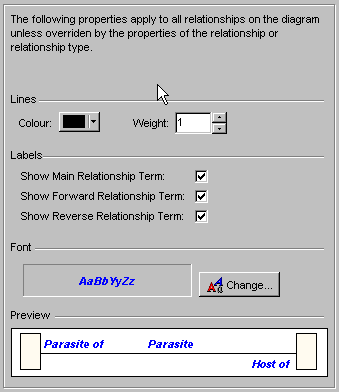 The following properties apply to all relationships on the diagram
unless overriden by the properties of the relationship or
relationship type.
Lines
Colour: Weight: 1
Labels
Show Main Relationship Term:
Show Forward Relationship Term:
Show Reverse Relationship Term:
Font
AaBbYyZz Change...
Preview
Parasite of Parasite
Host of